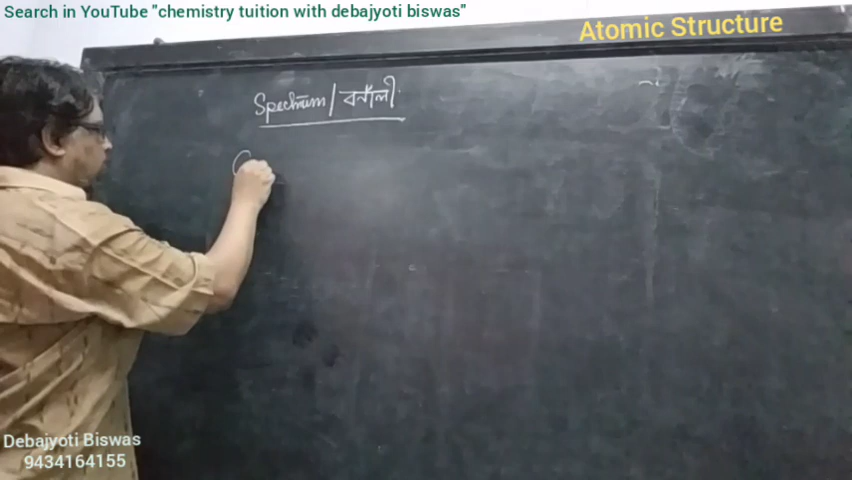 Search in YouTube "chemistry tuition with debajyoti biswas"
Atomic Structure
Spectrum / বর্ণালী
Debajyoti Biswas
9434164155